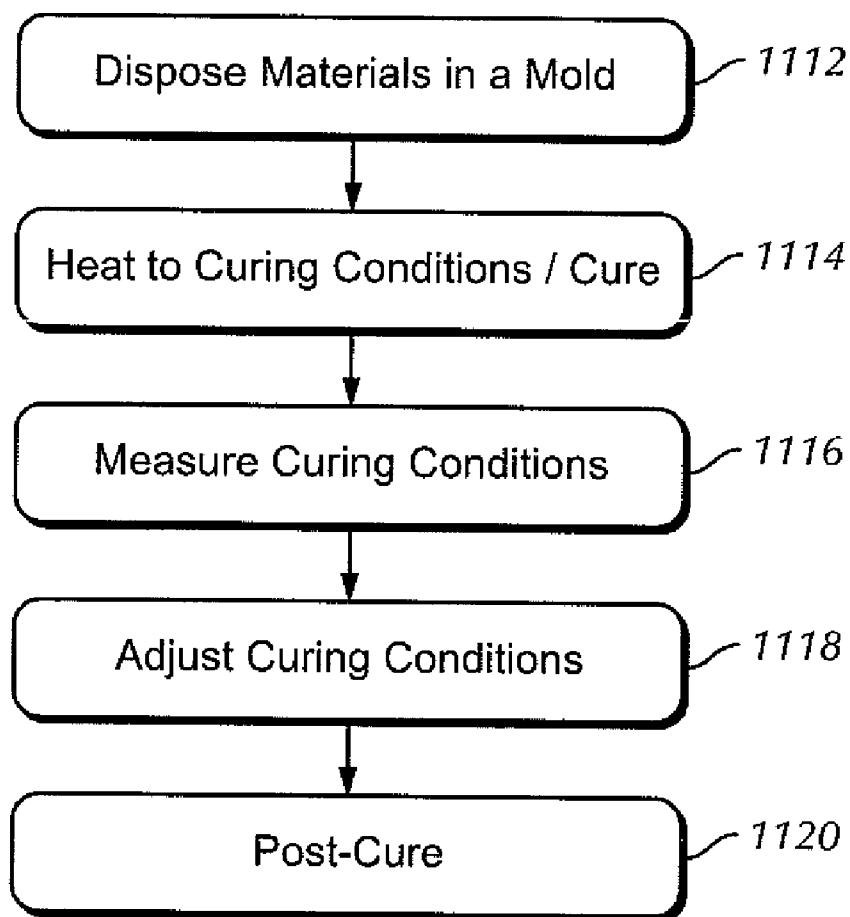 Dispose Materials in a Mold 1112
Heat to Curing Conditions / Cure 1114
Measure Curing Conditions 1116
Adjust Curing Conditions 1118
Post-Cure 1120